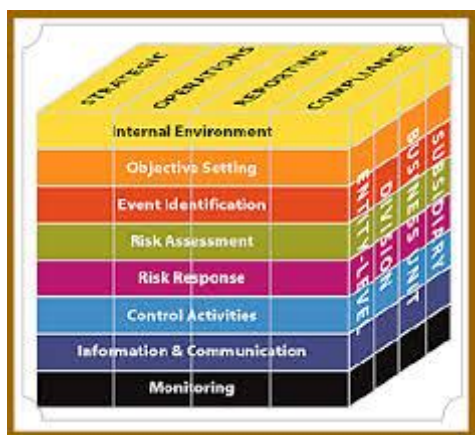 STRATEGIC
OPERATIONS
REPORTING
COMPLIANCE
Internal Environment
Objective Setting
Event Identification
Risk Assessment
Risk Response
Control Activities
Information & Communication
Monitoring
ENTITY-LEVEL
DIVISION
BUSINESS UNIT
SUBSIDIARY